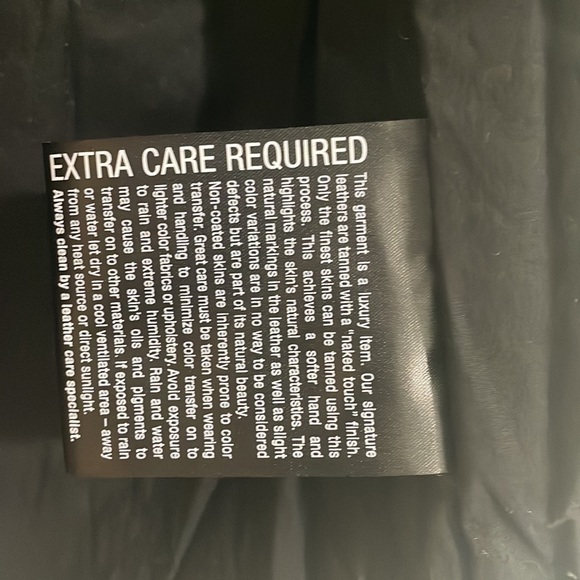 EXTRA CARE REQUIRED
This garment is a luxury item. Our signature
leathers are tanned with a "naked touch" finish.
Only the finest skins can be tanned using this
process. This achieves a softer hand and
highlights the skin's natural characteristics. The
natural markings in the leather as well as slight
color variations are in no way to be considered
defects but are part of its natural beauty.
Non-coated skins are inherently prone to color
transfer. Great care must be taken when wearing
and handling to minimize color transfer on to
lighter color fabrics or upholstery. Avoid exposure
to rain and extreme humidity. Rain and water
may cause the skin's oils and pigments to
transfer on to other materials. If exposed to rain
or water let dry in a cool ventilated area – away
from any heat source or direct sunlight.
Always clean by a leather care specialist.